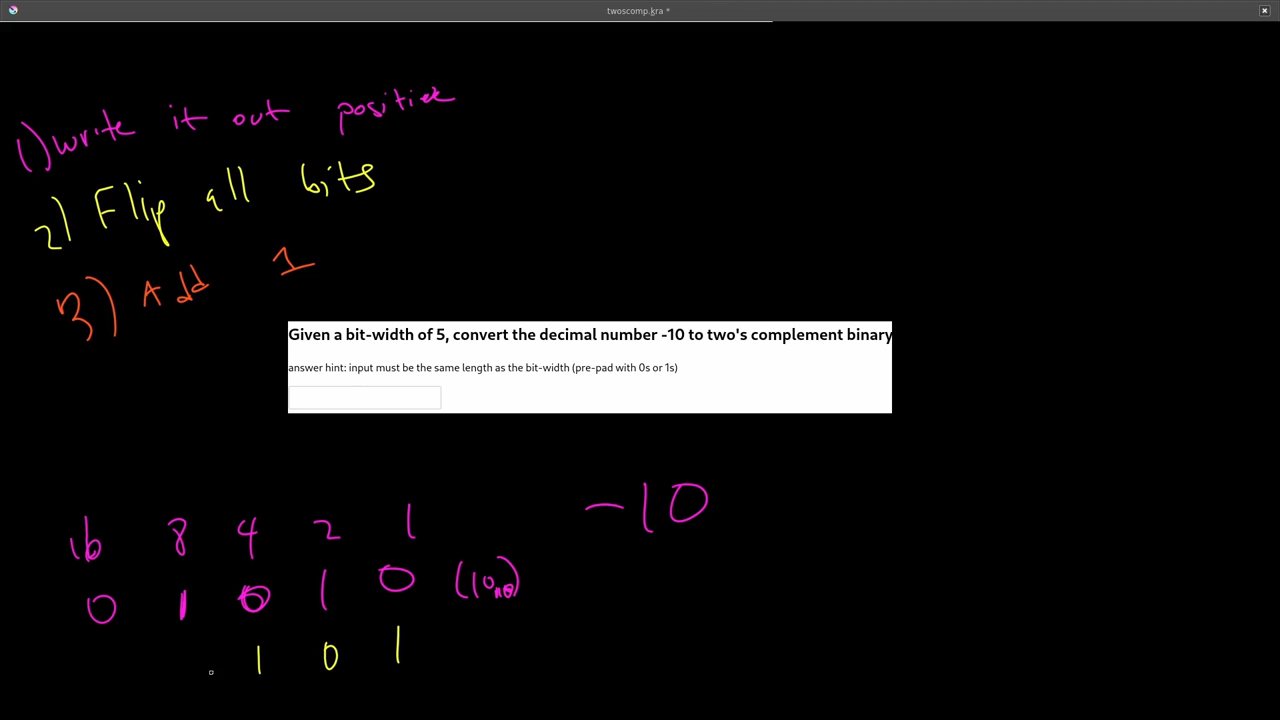 twoscomp.kra *
1) write it out positive
2) Flip all bits
3) Add 1
Given a bit-width of 5, convert the decimal number -10 to two's complement binary
answer hint: input must be the same length as the bit-width (pre-pad with 0s or 1s)
-10
16 8 4 2 1
0 1 0 1 0
1 0 1